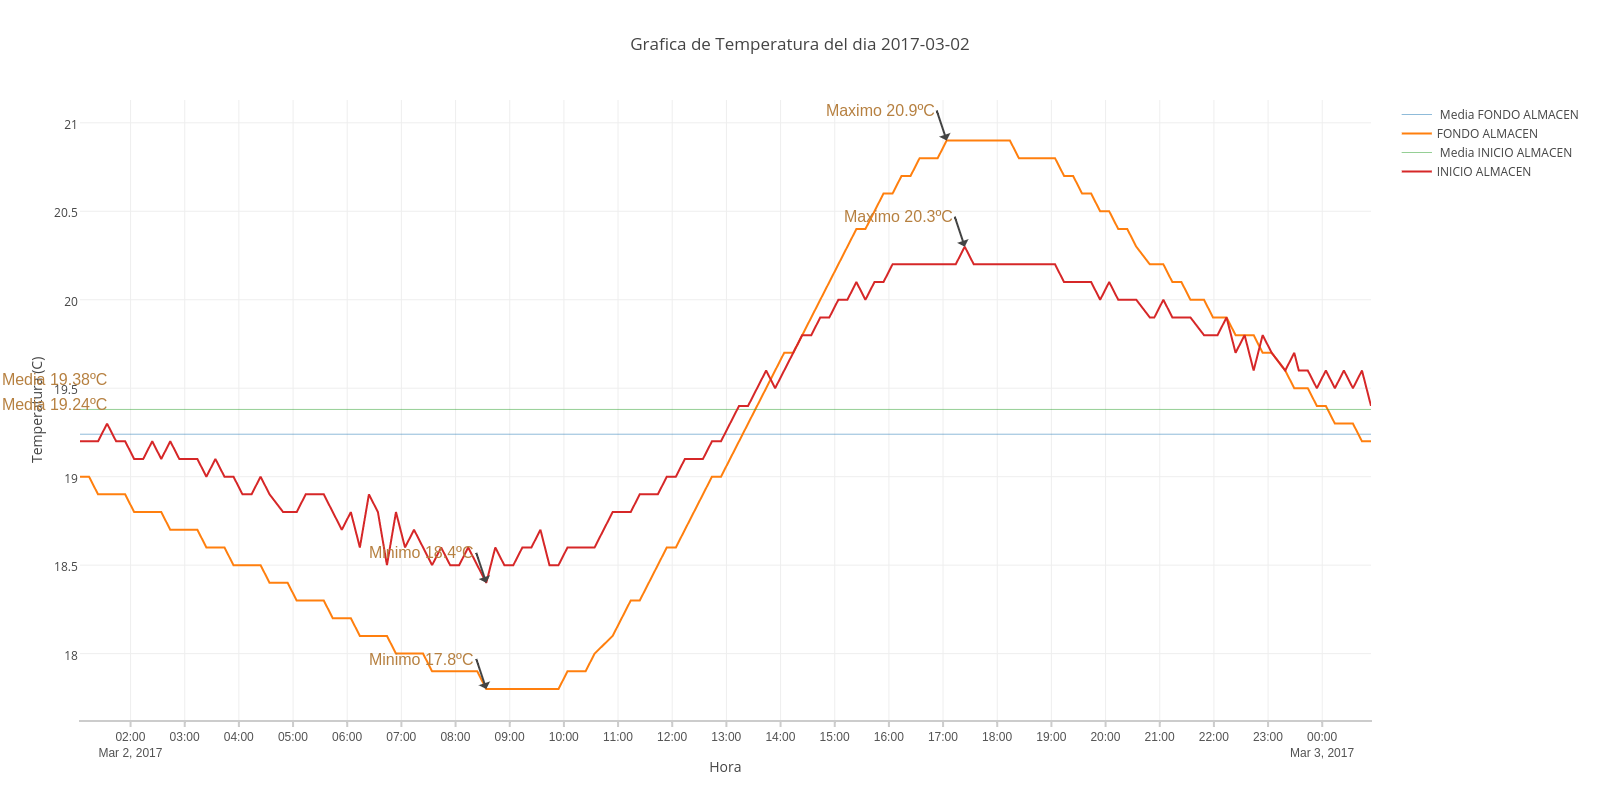 Grafica de Temperatura del dia 2017-03-02
Maximo 20.9ºC
Maximo 20.3ºC
Media 19.38ºC
Media 19.24ºC
Minimo 18.4ºC
Minimo 17.8ºC
Media FONDO ALMACEN
FONDO ALMACEN
Media INICIO ALMACEN
INICIO ALMACEN
Temperatura (C)
21
20.5
20
19.5
19
18.5
18
02:00 03:00 04:00 05:00 06:00 07:00 08:00 09:00 10:00 11:00 12:00 13:00 14:00 15:00 16:00 17:00 18:00 19:00 20:00 21:00 22:00 23:00 00:00
Mar 2, 2017 Mar 3, 2017
Hora